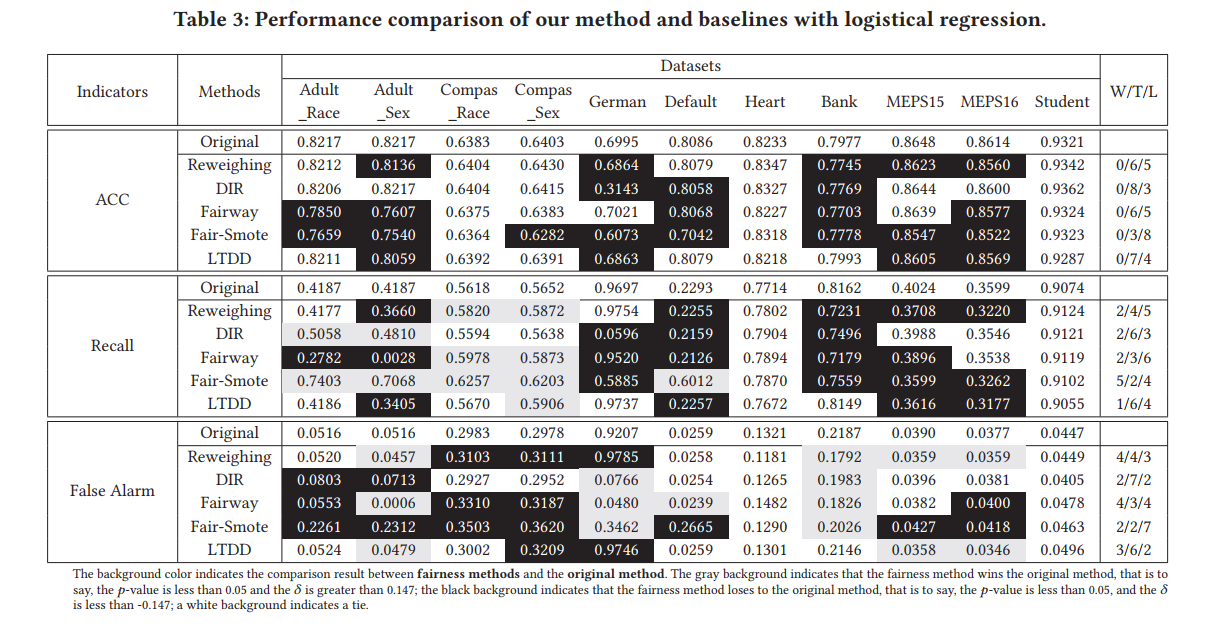 Table 3: Performance comparison of our method and baselines with logistical regression.
Indicators Methods Datasets W/T/L
Adult _Race Adult _Sex Compas _Race Compas _Sex German Default Heart Bank MEPS15 MEPS16 Student
ACC
Original 0.8217 0.8217 0.6383 0.6403 0.6995 0.8086 0.8233 0.7977 0.8648 0.8614 0.9321
Reweighing 0.8212 0.8136 0.6404 0.6430 0.6864 0.8079 0.8347 0.7745 0.8623 0.8560 0.9342 0/6/5
DIR 0.8206 0.8217 0.6404 0.6415 0.3143 0.8058 0.8327 0.7769 0.8644 0.8600 0.9362 0/8/3
Fairway 0.7850 0.7607 0.6375 0.6383 0.7021 0.8068 0.8227 0.7703 0.8639 0.8577 0.9324 0/6/5
Fair-Smote 0.7659 0.7540 0.6364 0.6282 0.6073 0.7042 0.8318 0.7778 0.8547 0.8522 0.9323 0/3/8
LTDD 0.8211 0.8059 0.6392 0.6391 0.6863 0.8079 0.8218 0.7993 0.8605 0.8569 0.9287 0/7/4
Recall
Original 0.4187 0.4187 0.5618 0.5652 0.9697 0.2293 0.7714 0.8162 0.4024 0.3599 0.9074
Reweighing 0.4177 0.3660 0.5820 0.5872 0.9754 0.2255 0.7802 0.7231 0.3708 0.3220 0.9124 2/4/5
DIR 0.5058 0.4810 0.5594 0.5638 0.0596 0.2159 0.7904 0.7496 0.3988 0.3546 0.9121 2/6/3
Fairway 0.2782 0.0028 0.5978 0.5873 0.9520 0.2126 0.7894 0.7179 0.3896 0.3538 0.9119 2/3/6
Fair-Smote 0.7403 0.7068 0.6257 0.6203 0.5885 0.6012 0.7870 0.7559 0.3599 0.3262 0.9102 5/2/4
LTDD 0.4186 0.3405 0.5670 0.5906 0.9737 0.2257 0.7672 0.8149 0.3616 0.3177 0.9055 1/6/4
False Alarm
Original 0.0516 0.0516 0.2983 0.2978 0.9207 0.0259 0.1321 0.2187 0.0390 0.0377 0.0447
Reweighing 0.0520 0.0457 0.3103 0.3111 0.9785 0.0258 0.1181 0.1792 0.0359 0.0359 0.0449 4/4/3
DIR 0.0803 0.0713 0.2927 0.2952 0.0766 0.0254 0.1265 0.1983 0.0396 0.0381 0.0405 2/7/2
Fairway 0.0553 0.0006 0.3310 0.3187 0.0480 0.0239 0.1482 0.1826 0.0382 0.0400 0.0478 4/3/4
Fair-Smote 0.2261 0.2312 0.3503 0.3620 0.3462 0.2665 0.1290 0.2026 0.0427 0.0418 0.0463 2/2/7
LTDD 0.0524 0.0479 0.3002 0.3209 0.9746 0.0259 0.1301 0.2146 0.0358 0.0346 0.0496 3/6/2
The background color indicates the comparison result between fairness methods and the original method. The gray background indicates that the fairness method wins the original method, that is to
say, the p-value is less than 0.05 and the δ is greater than 0.147; the black background indicates that the fairness method loses to the original method, that is to say, the p-value is less than 0.05, and the δ
is less than -0.147; a white background indicates a tie.